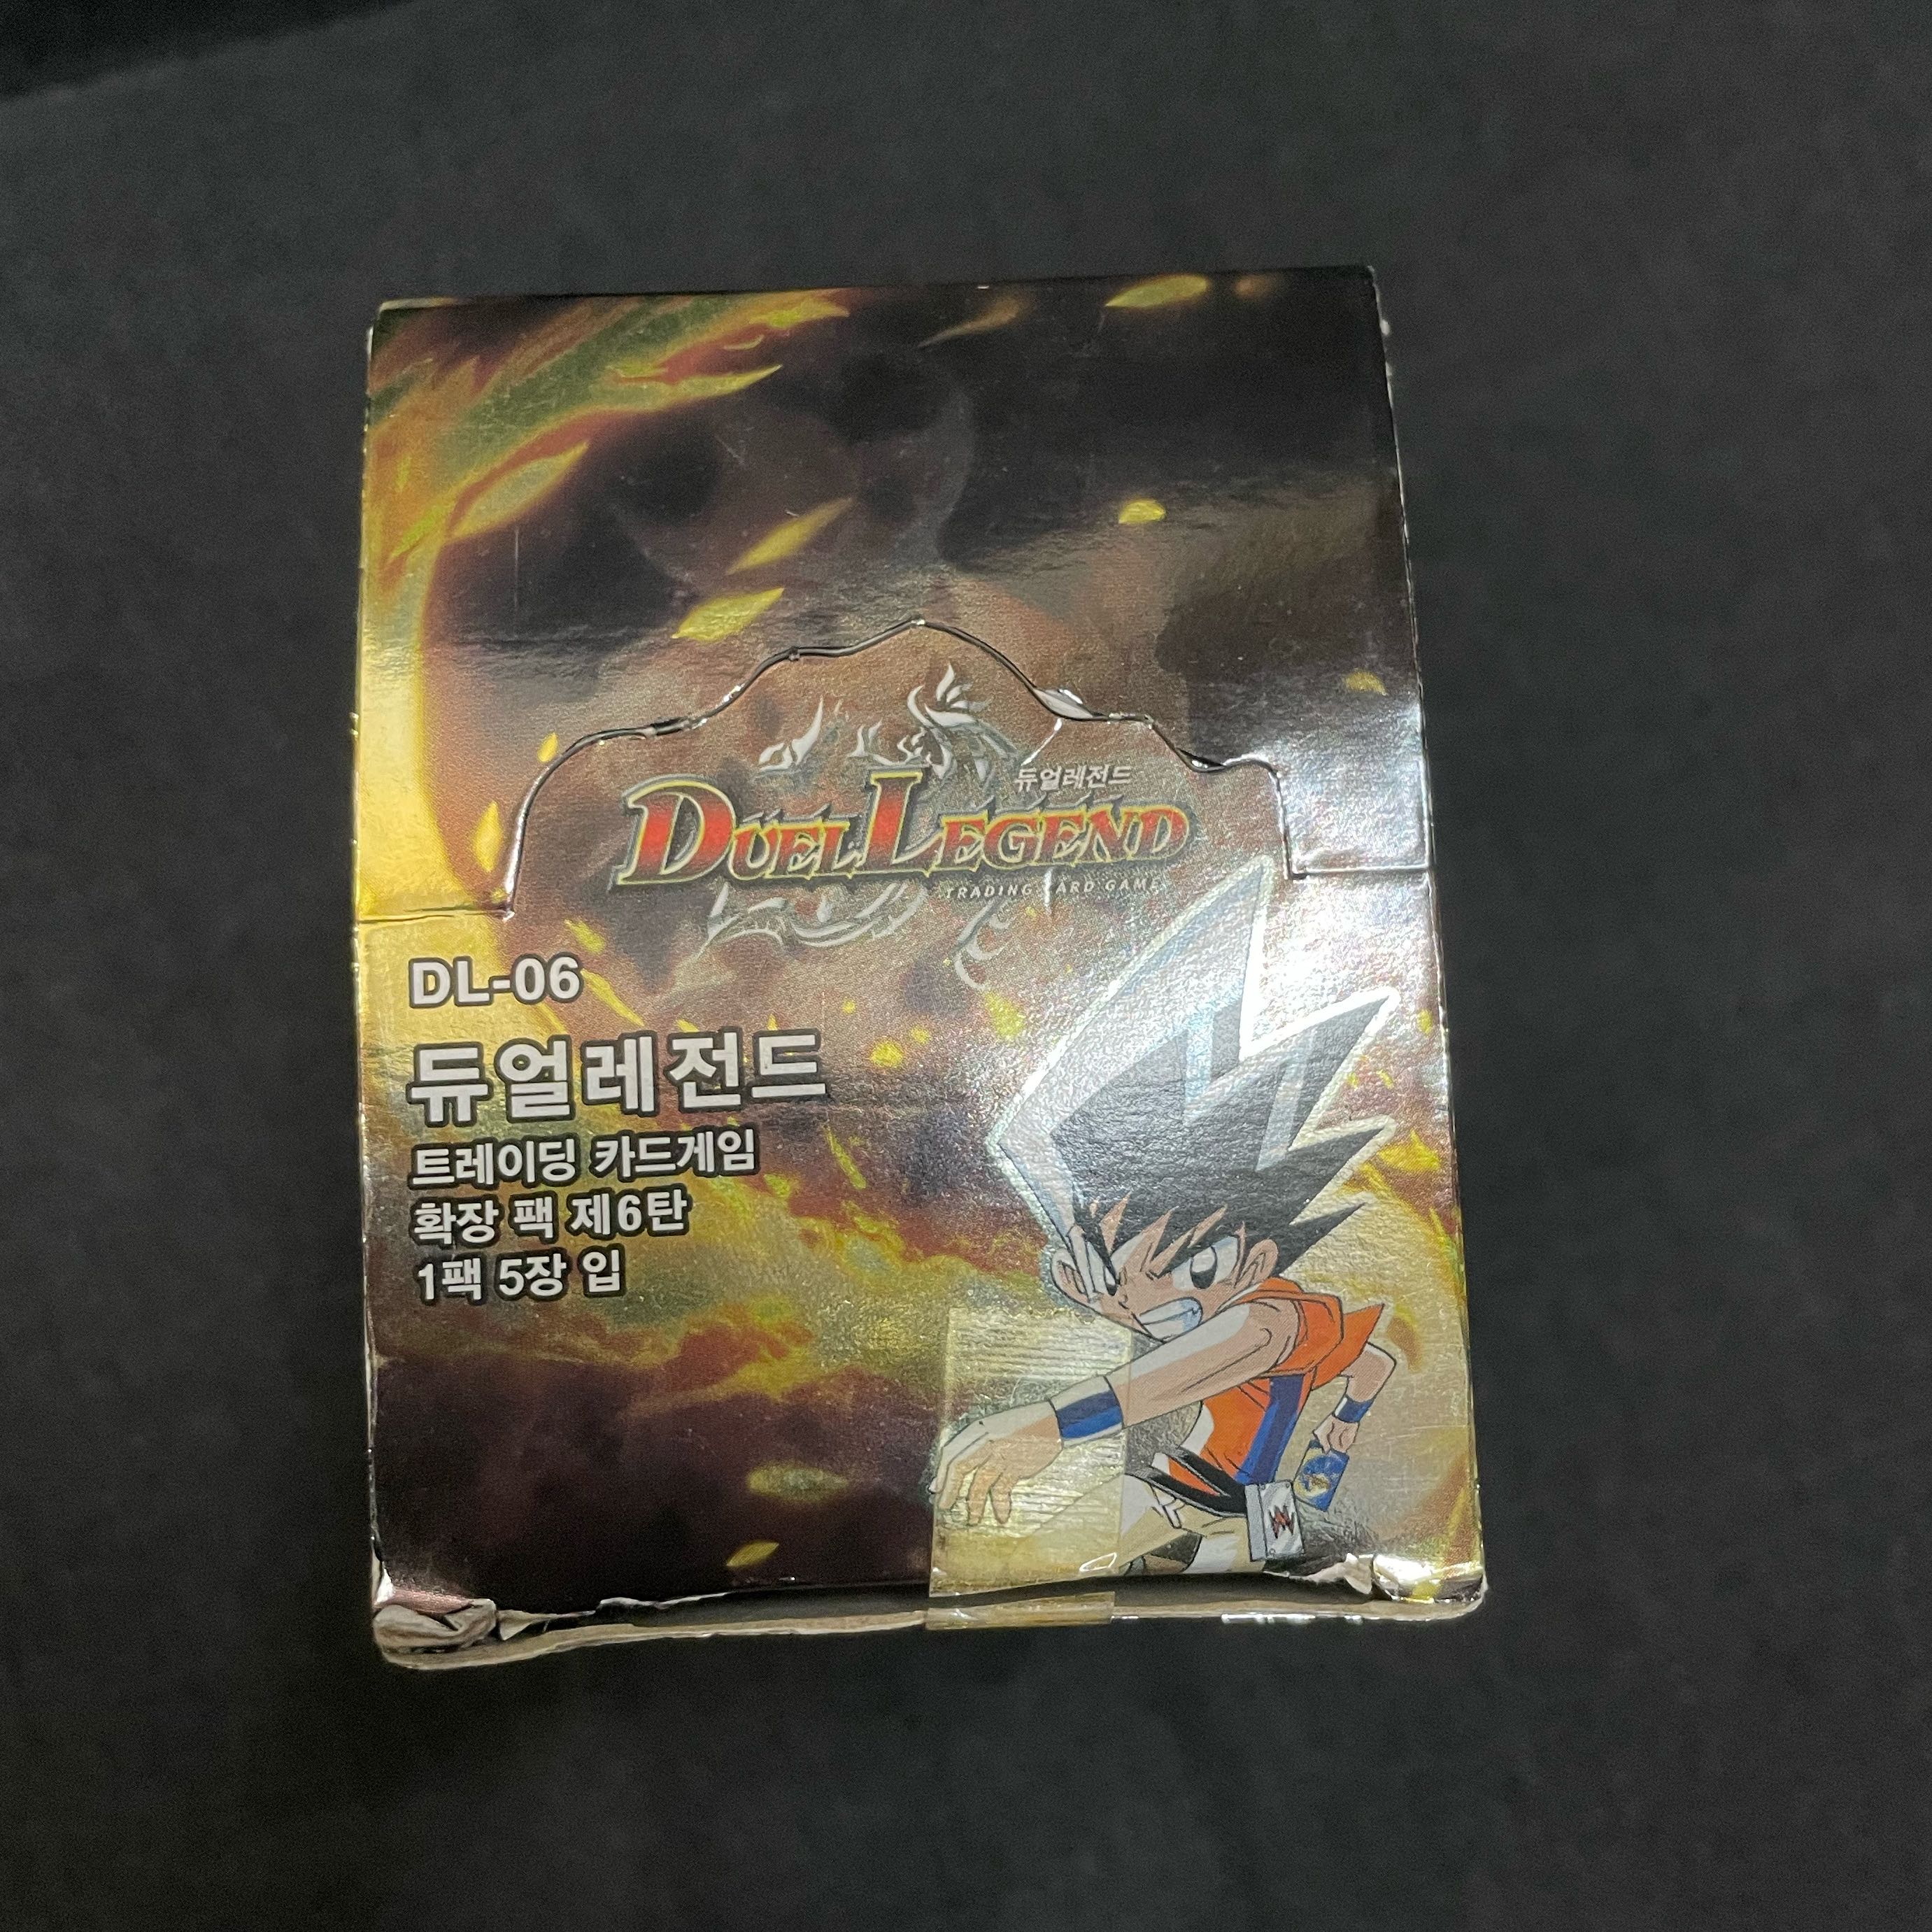 듀얼레전드
DUEL LEGEND
TRADING CARD GAME
DL-06
듀얼레전드
트레이딩 카드게임
확장 팩 제6탄
1팩 5장 입